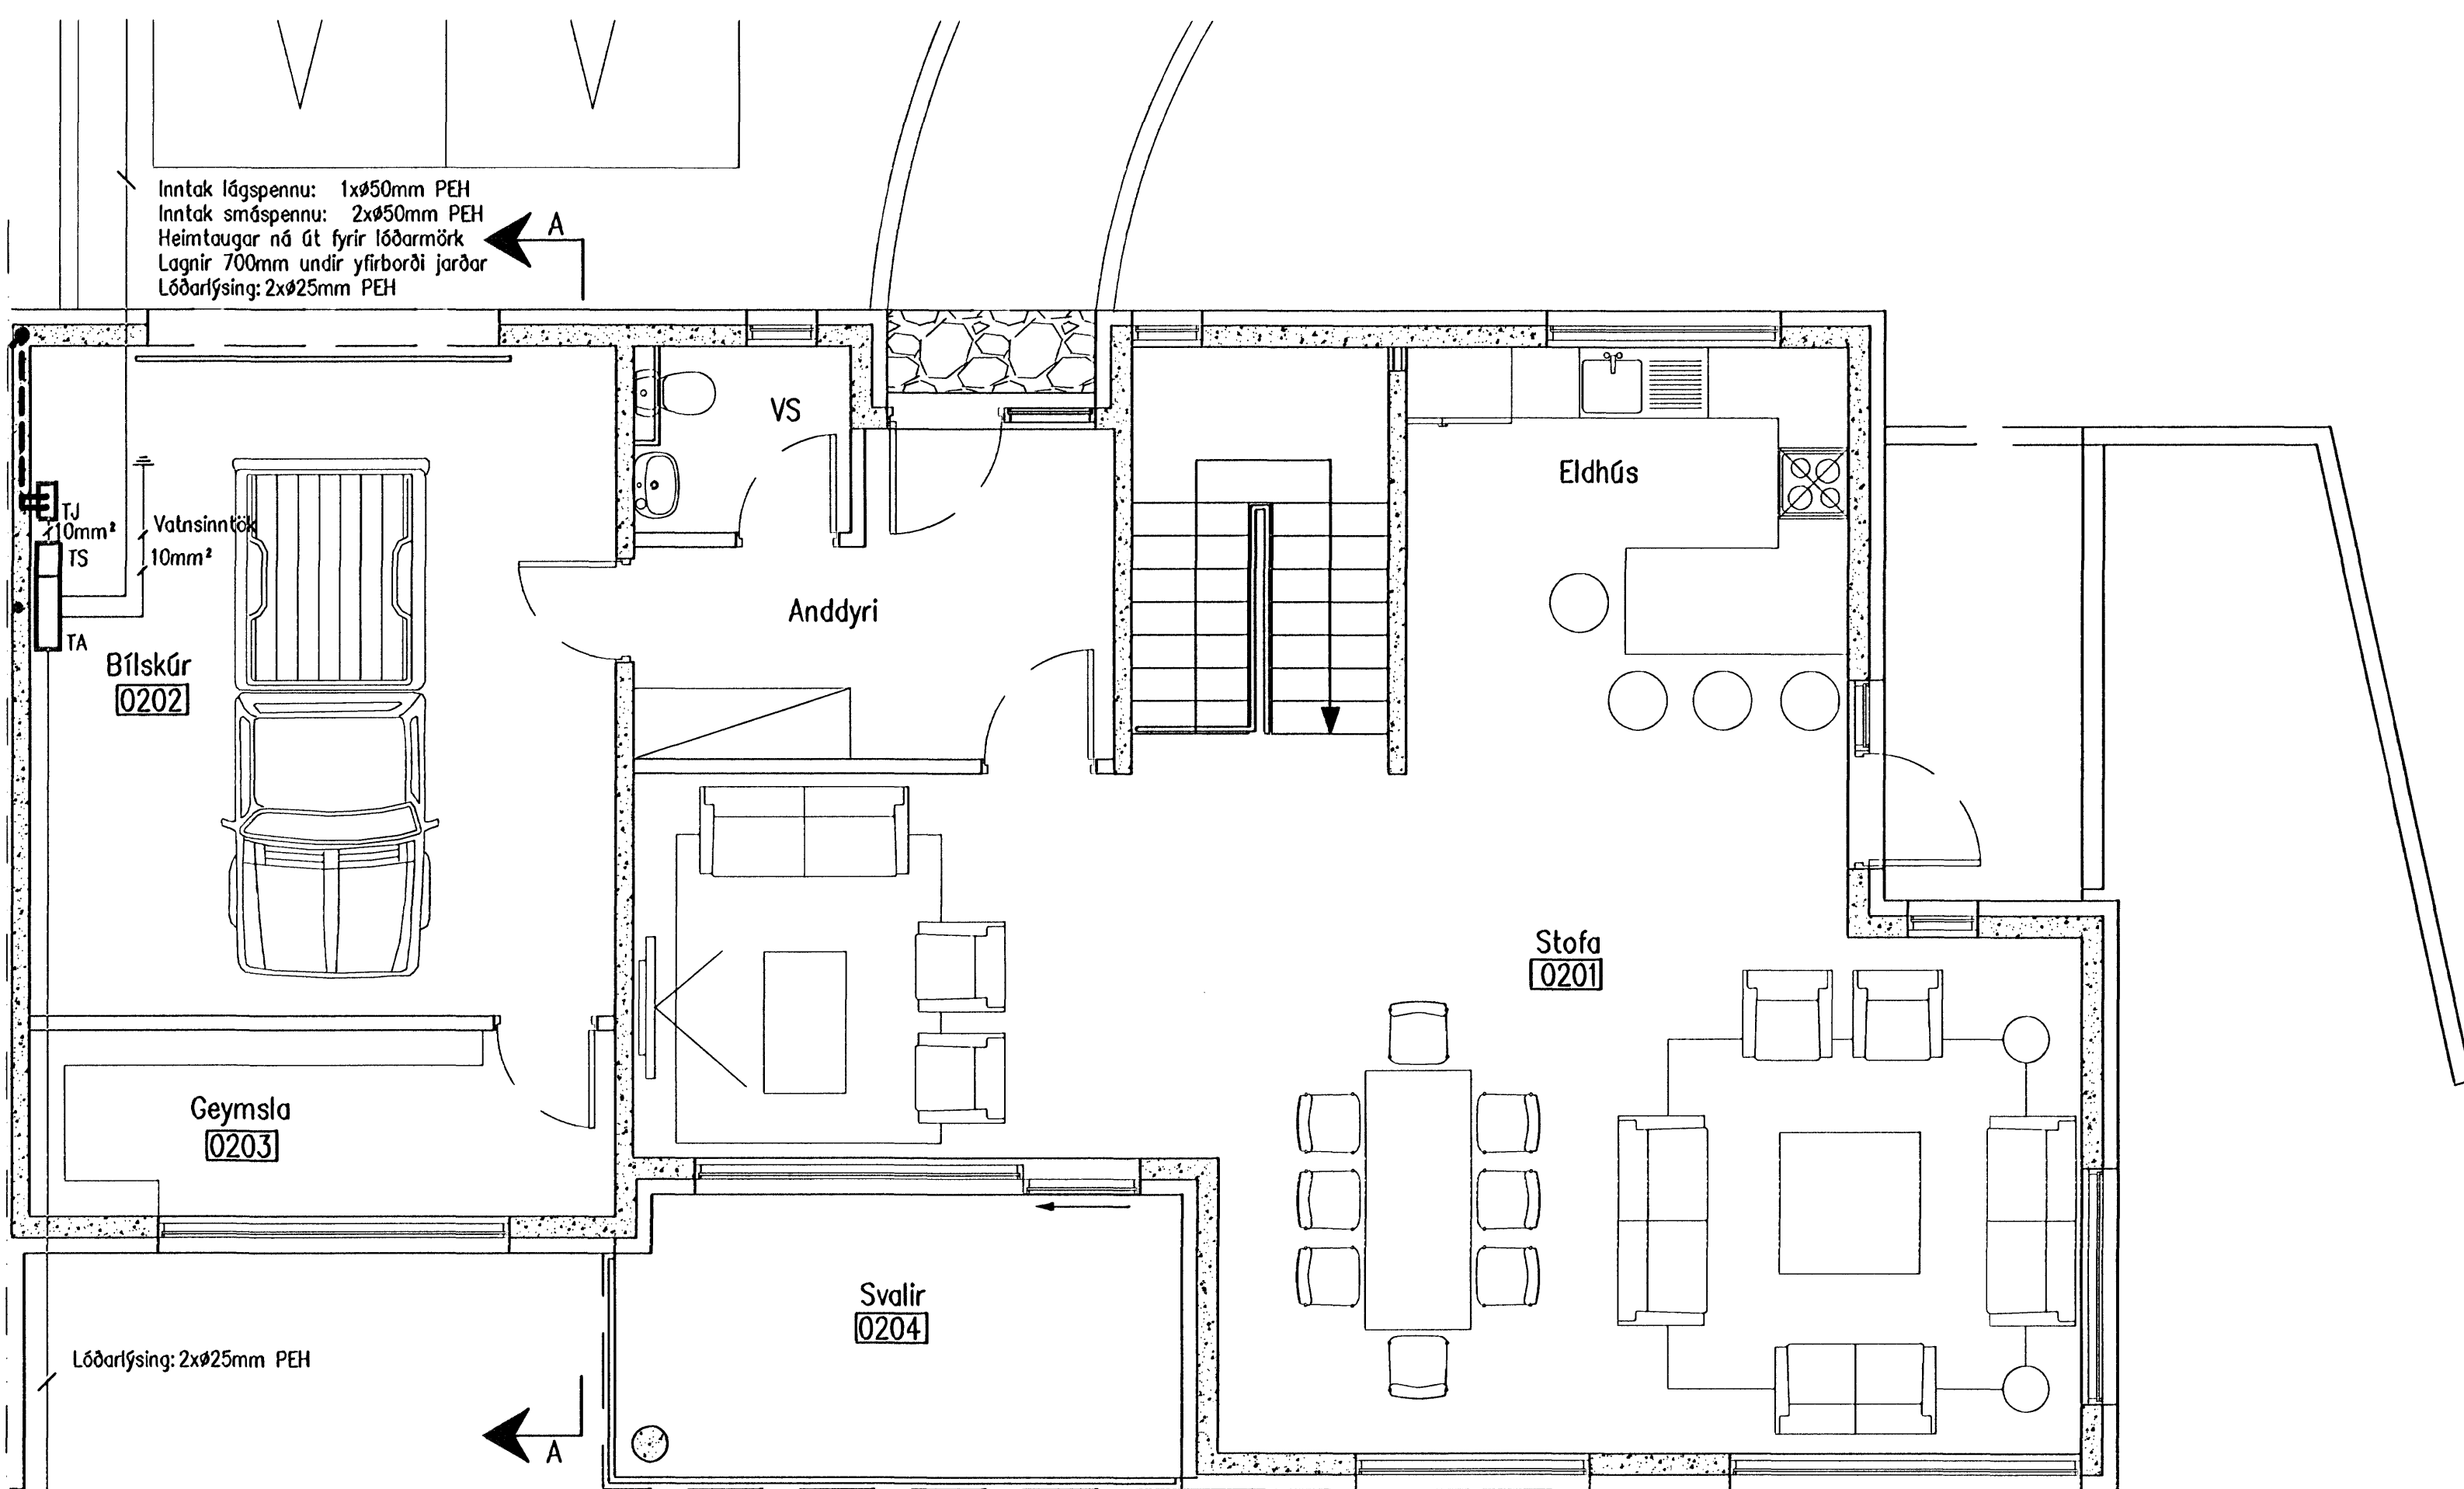 Inntak lágspennu: 1xø50mm PEH
Inntak smáspennu: 2xø50mm PEH
Heimtaugar ná út fyrir lóðarmörk
Lagnir 700mm undir yfirborði jarðar
Lóðarlýsing: 2xø25mm PEH
A
VS
Eldhús
TJ
10mm²
Vatnsinntök
TS
10mm²
TA
Anddyri
Bílskúr
0202
Stofa
0201
Geymsla
0203
Svalir
0204
Lóðarlýsing: 2xø25mm PEH
A